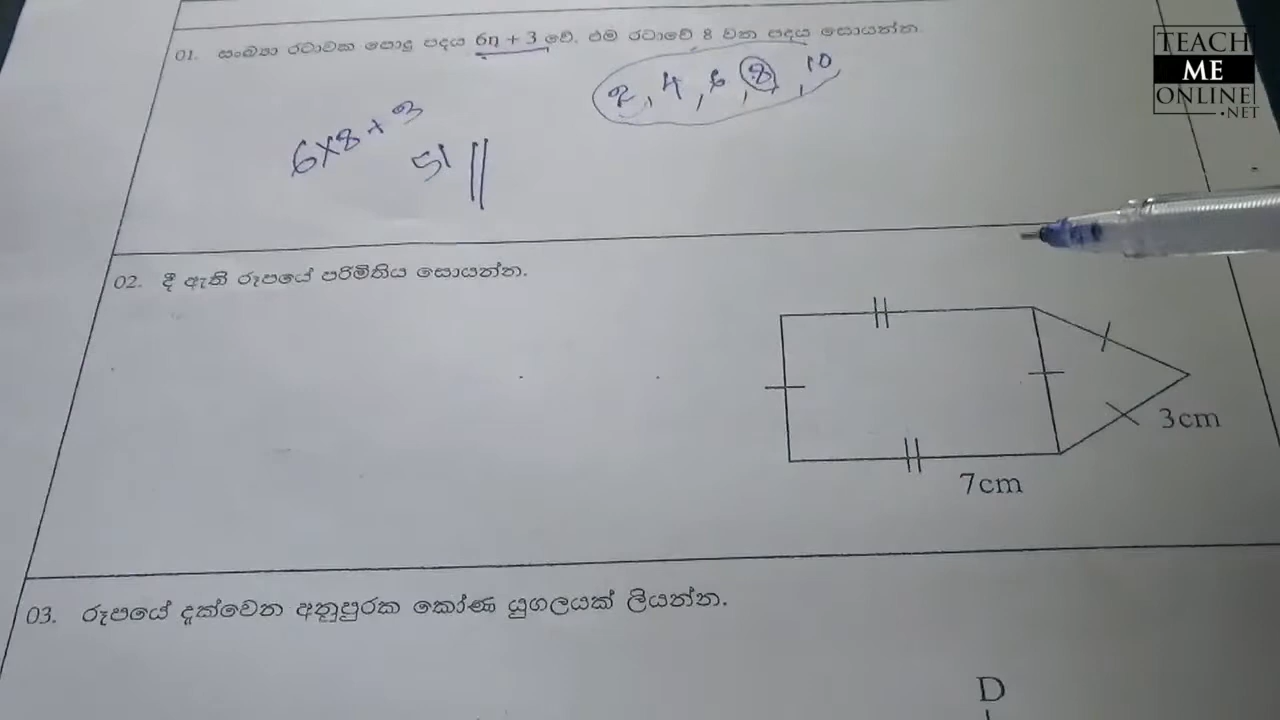 TEACH
ME
ONLINE
.NET
01. සංඛ්‍යා රටාවක පොදු පදය 6n + 3 වේ. එම රටාවේ 8 වන පදය සොයන්න.
2, 4, 6, 8, 10
6×8+3
51
02. දී ඇති රූපයේ පරිමිතිය සොයන්න.
3cm
7cm
03. රූපයේ දැක්වෙන අනුපූරක කෝණ යුගලයක් ලියන්න.
D